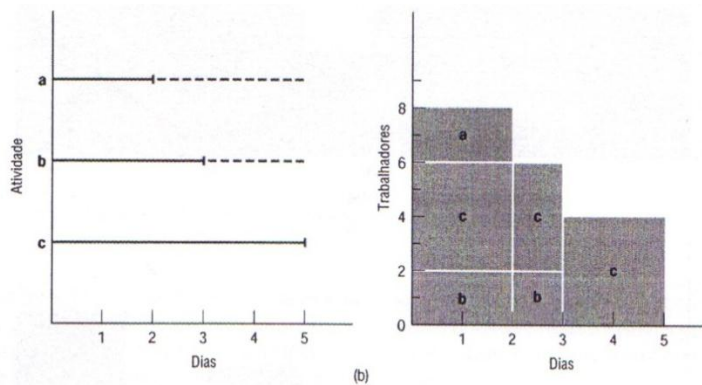 Atividade
a
b
c
1 2 3 4 5
Dias
Trabalhadores
8
6
4
2
0
a
c c
c
b b
1 2 3 4 5
Dias
(b)